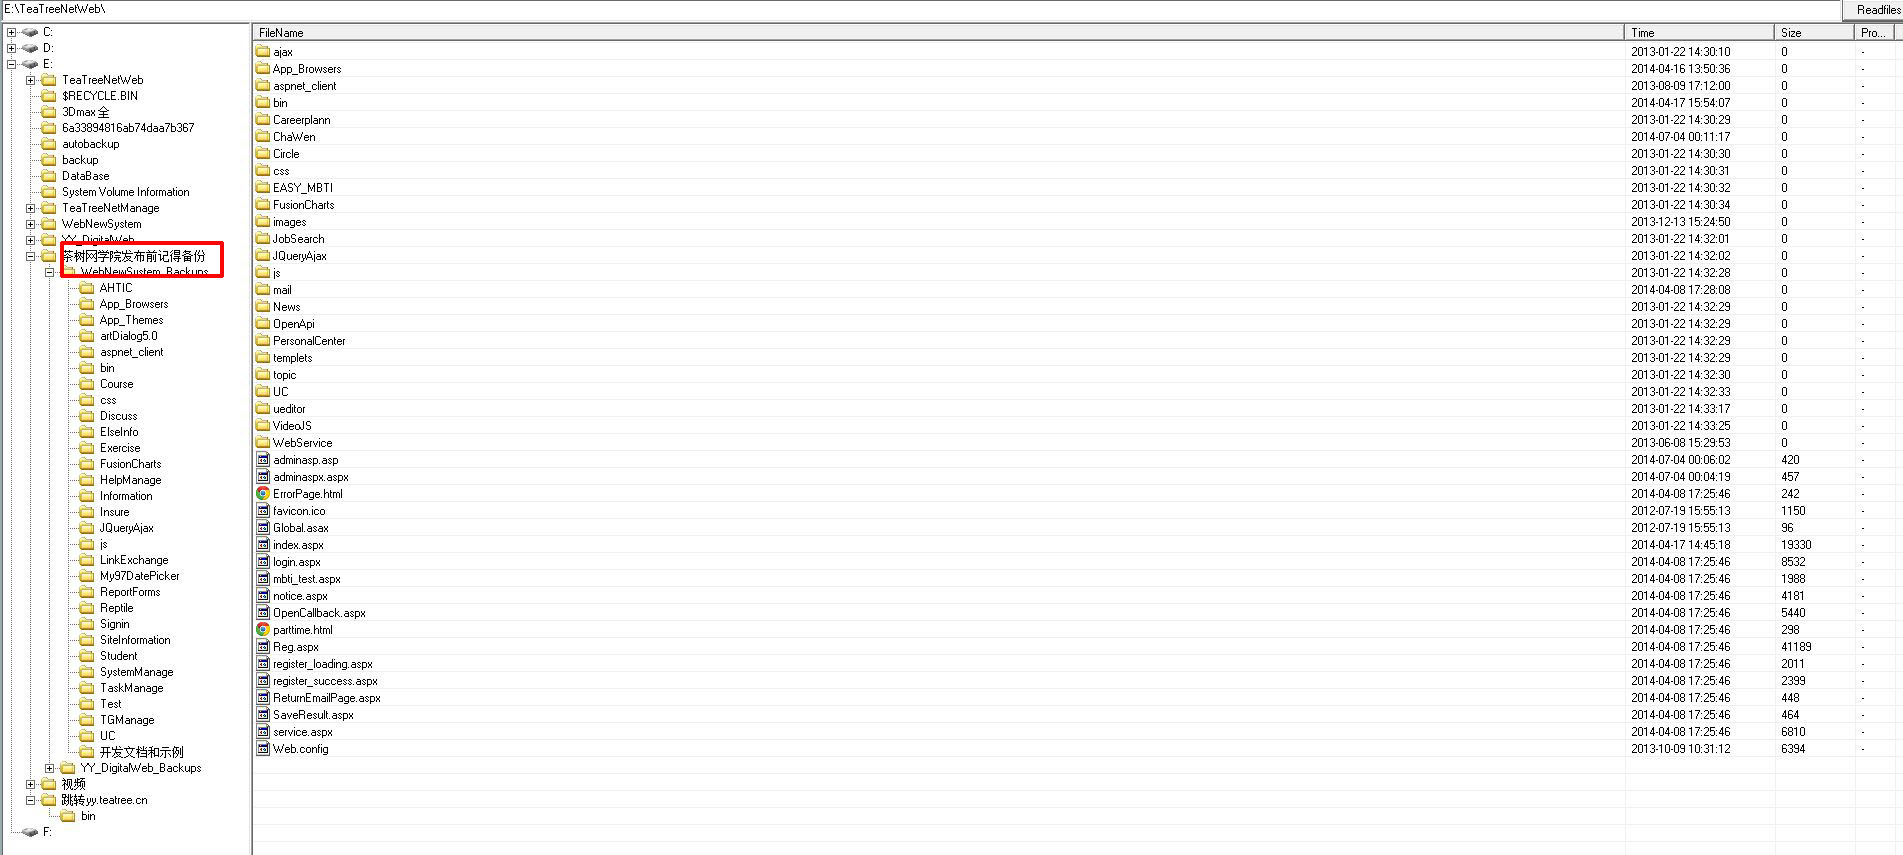 E:\TeaTreeNetWeb\
Readfiles
C:
D:
E:
TeaTreeNetWeb
$RECYCLE.BIN
3Dmax 全
6a33894816ab74daa7b367
autobackup
backup
DataBase
System Volume Information
TeaTreeNetManage
WebNewSystem
YY_DigitalWeb
茶树网学院发布前记得备份
WebNewSystem_Backups
AHTIC
App_Browsers
App_Themes
artDialog5.0
aspnet_client
bin
Course
css
Discuss
ElseInfo
Exercise
FusionCharts
HelpManage
Information
Insure
JQueryAjax
js
LinkExchange
My97DatePicker
ReportForms
Reptile
Signin
SiteInformation
Student
SystemManage
TaskManage
Test
TGManage
UC
开发文档和示例
YY_DigitalWeb_Backups
视频
跳转yy.teatree.cn
bin
F:
FileName Time Size Pro...
ajax 2013-01-22 14:30:10 0 -
App_Browsers 2014-04-16 13:50:36 0 -
aspnet_client 2013-08-09 17:12:00 0 -
bin 2014-04-17 15:54:07 0 -
Careerplann 2013-01-22 14:30:29 0 -
ChaWen 2014-07-04 00:11:17 0 -
Circle 2013-01-22 14:30:30 0 -
css 2013-01-22 14:30:31 0 -
EASY_MBTI 2013-01-22 14:30:32 0 -
FusionCharts 2013-01-22 14:30:34 0 -
images 2013-12-13 15:24:50 0 -
JobSearch 2013-01-22 14:32:01 0 -
JQueryAjax 2013-01-22 14:32:02 0 -
js 2013-01-22 14:32:28 0 -
mail 2014-04-08 17:28:08 0 -
News 2013-01-22 14:32:29 0 -
OpenApi 2013-01-22 14:32:29 0 -
PersonalCenter 2013-01-22 14:32:29 0 -
templets 2013-01-22 14:32:29 0 -
topic 2013-01-22 14:32:30 0 -
UC 2013-01-22 14:32:33 0 -
ueditor 2013-01-22 14:33:17 0 -
VideoJS 2013-01-22 14:33:25 0 -
WebService 2013-06-08 15:29:53 0 -
adminasp.asp 2014-07-04 00:06:02 420 -
adminaspx.aspx 2014-07-04 00:04:19 457 -
ErrorPage.html 2014-04-08 17:25:46 242 -
favicon.ico 2012-07-19 15:55:13 1150 -
Global.asax 2012-07-19 15:55:13 96 -
index.aspx 2014-04-17 14:45:18 19330 -
login.aspx 2014-04-08 17:25:46 8532 -
mbti_test.aspx 2014-04-08 17:25:46 1988 -
notice.aspx 2014-04-08 17:25:46 4181 -
OpenCallback.aspx 2014-04-08 17:25:46 5440 -
parttime.html 2014-04-08 17:25:46 298 -
Reg.aspx 2014-04-08 17:25:46 41189 -
register_loading.aspx 2014-04-08 17:25:46 2011 -
register_success.aspx 2014-04-08 17:25:46 2399 -
ReturnEmailPage.aspx 2014-04-08 17:25:46 448 -
SaveResult.aspx 2014-04-08 17:25:46 464 -
service.aspx 2014-04-08 17:25:46 6810 -
Web.config 2013-10-09 10:31:12 6394 -